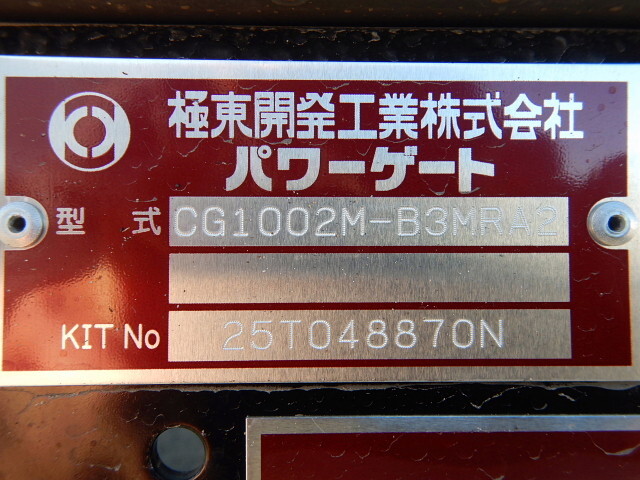 極東開発工業株式会社
パワーゲート
型 式 CG1002M-B3MRA2
KIT No 25T048870N